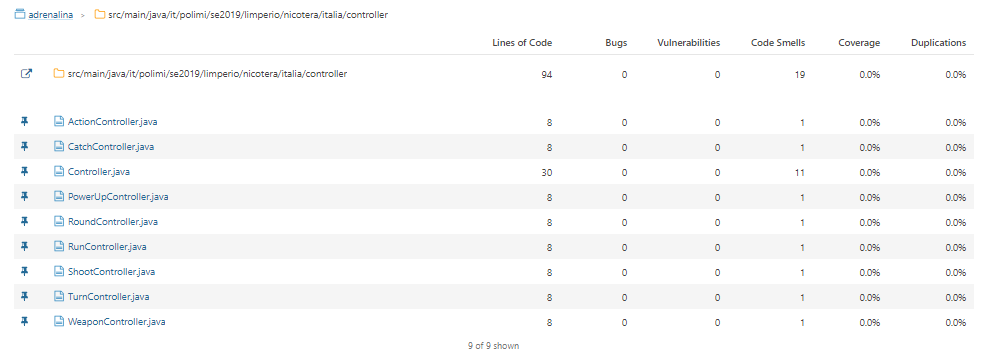 adrenalina > src/main/java/it/polimi/se2019/limperio/nicotera/italia/controller
Lines of Code Bugs Vulnerabilities Code Smells Coverage Duplications
src/main/java/it/polimi/se2019/limperio/nicotera/italia/controller 94 0 0 19 0.0% 0.0%
ActionController.java 8 0 0 1 0.0% 0.0%
CatchController.java 8 0 0 1 0.0% 0.0%
Controller.java 30 0 0 11 0.0% 0.0%
PowerUpController.java 8 0 0 1 0.0% 0.0%
RoundController.java 8 0 0 1 0.0% 0.0%
RunController.java 8 0 0 1 0.0% 0.0%
ShootController.java 8 0 0 1 0.0% 0.0%
TurnController.java 8 0 0 1 0.0% 0.0%
WeaponController.java 8 0 0 1 0.0% 0.0%
9 of 9 shown